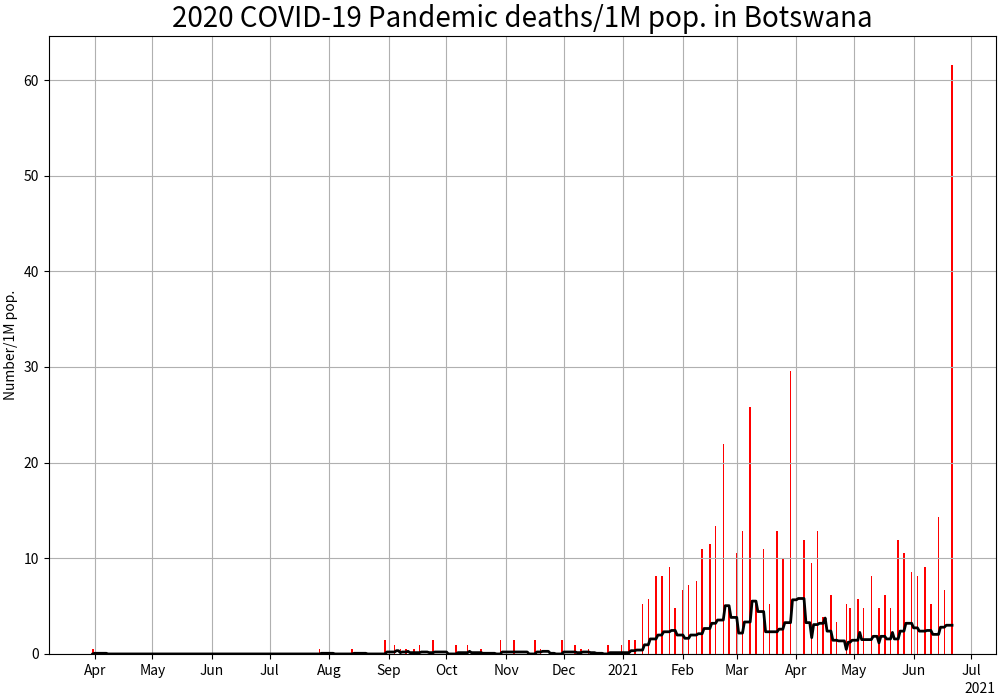 2020 COVID-19 Pandemic deaths/1M pop. in Botswana
Number/1M pop.
60
50
40
30
20
10
0
Apr May Jun Jul Aug Sep Oct Nov Dec 2021 Feb Mar Apr May Jun Jul
2021